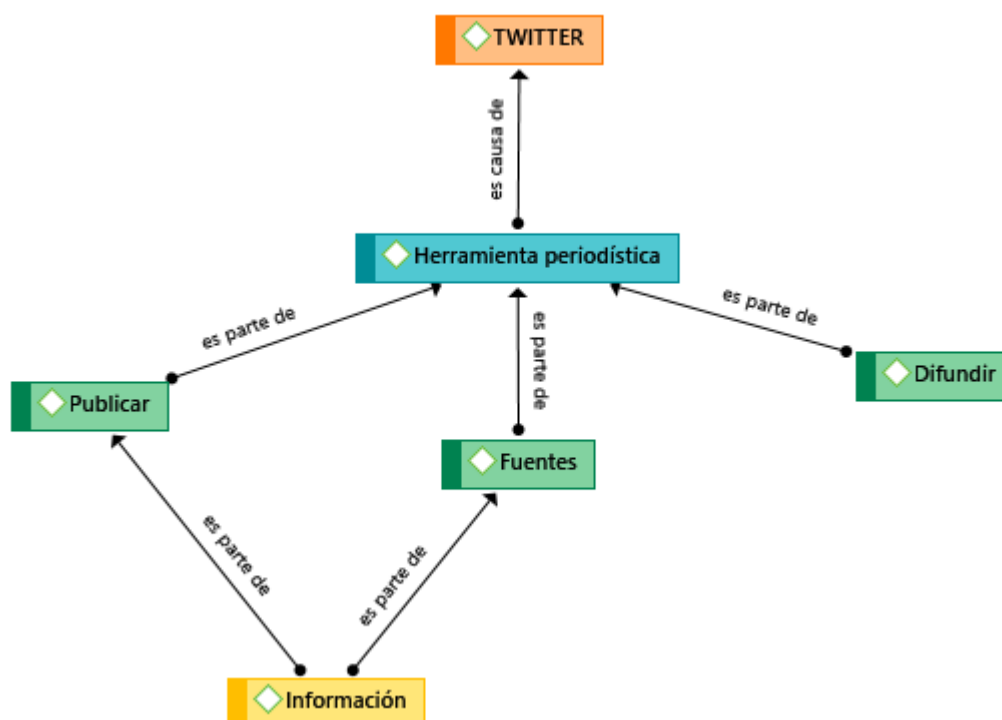 TWITTER
es causa de
Herramienta periodística
es parte de
es parte de
es parte de
Publicar
Fuentes
Difundir
es parte de
es parte de
Información